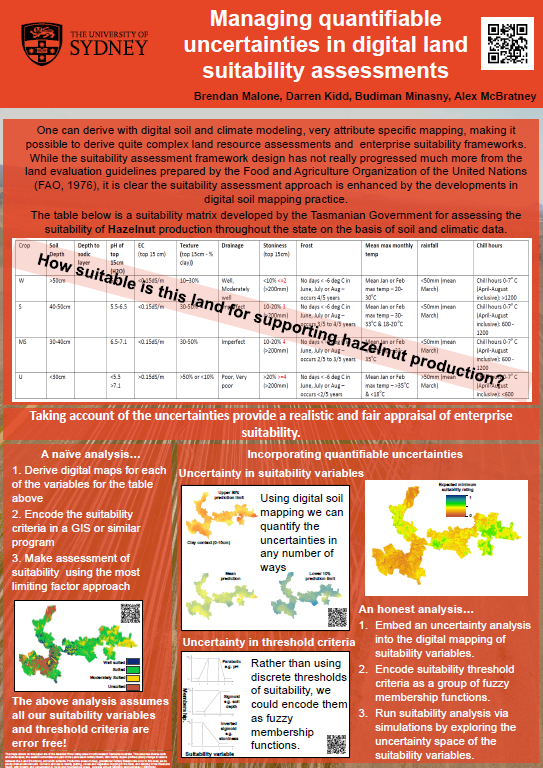 THE UNIVERSITY OF
SYDNEY
Managing quantifiable
uncertainties in digital land
suitability assessments
Brendan Malone, Darren Kidd, Budiman Minasny, Alex McBratney
One can derive with digital soil and climate modeling, very attribute specific mapping, making it
possible to derive quite complex land resource assessments and enterprise suitability frameworks.
While the suitability assessment framework design has not really progressed much more from the
land evaluation guidelines prepared by the Food and Agriculture Organization of the United Nations
(FAO, 1976), it is clear the suitability assessment approach is enhanced by the developments in
digital soil mapping practice.
The table below is a suitability matrix developed by the Tasmanian Government for assessing the
suitability of Hazelnut production throughout the state on the basis of soil and climatic data.
Crop Soil Depth Depth to sodic layer pH of top 15cm (H2O) EC (top 15 cm) Texture (top 15cm - % clay)) Drainage Stoniness (top 15cm) Frost Mean max monthly temp rainfall Chill hours
W >50cm <0.15dS/m 10–30% Well, Moderately well <10% <=2 (>200mm) No days < -6 deg C in June, July or Aug – occurs 4/5 years Mean Jan or Feb max temp = 20-30°C <50mm (mean March) Chill hours 0-7° C (April-August inclusive): >1200
S 40-50cm 5.5-6.5 <0.15dS/m 30-50% Imperfect 10-20% 3 (>200mm) No days < -6 deg C in June, July or Aug – occurs 3/5 to 4/5 years Mean Jan or Feb max temp = 30-33°C & 18-20°C <50mm (mean March) Chill hours 0-7° C (April-August inclusive): 600 - 1200
MS 30-40cm 6.5-7.1 <0.15dS/m 30-50% Imperfect 10-20% 4 (>200mm) No days < -6 deg C in June, July or Aug – occurs 2/5 to 3/5 years Mean Jan or Feb 35°C <50mm (mean March) Chill hours 0-7° C (April-August inclusive): 600 - 1200
U <30cm <5.5 >7.1 >0.15dS/m >50% or <10% Poor, Very poor >20% >=4 (>200mm) No days < -6 deg C in June, July or Aug – occurs <2/5 years Mean Jan or Feb max temp = >35°C & <18°C >50mm (mean March) Chill hours 0-7° C (April-August inclusive): <600
How suitable is this land for supporting hazelnut production?
Taking account of the uncertainties provide a realistic and fair appraisal of enterprise
suitability.
A naïve analysis…
1. Derive digital maps for each
of the variables for the table
above
2. Encode the suitability
criteria in a GIS or similar
program
3. Make assessment of
suitability using the most
limiting factor approach
Well suited
Suited
Moderately Suited
Unsuited
The above analysis assumes
all our suitability variables
and threshold criteria are
error free!
Incorporating quantifiable uncertainties
Uncertainty in suitability variables
Upper 90%
prediction limit
Clay content (0-15cm)
Mean
prediction
Lower 10%
prediction limit
Using digital soil
mapping we can
quantify the
uncertainties in
any number of
ways
Uncertainty in threshold criteria
Parabolic
e.g. pH
Sigmoid
e.g. soil
depth
Inverted
sigmoid
e.g.
stoniness
Suitability variable
Rather than using
discrete thresholds
of suitability, we
could encode them
as fuzzy
membership
functions.
Expected minimum
suitability rating
1
0
An honest analysis…
1. Embed an uncertainty analysis
into the digital mapping of
suitability variables.
2. Encode suitability threshold
criteria as a group of fuzzy
membership functions.
3. Run suitability analysis via
simulations by exploring the
uncertainty space of the
suitability variables.